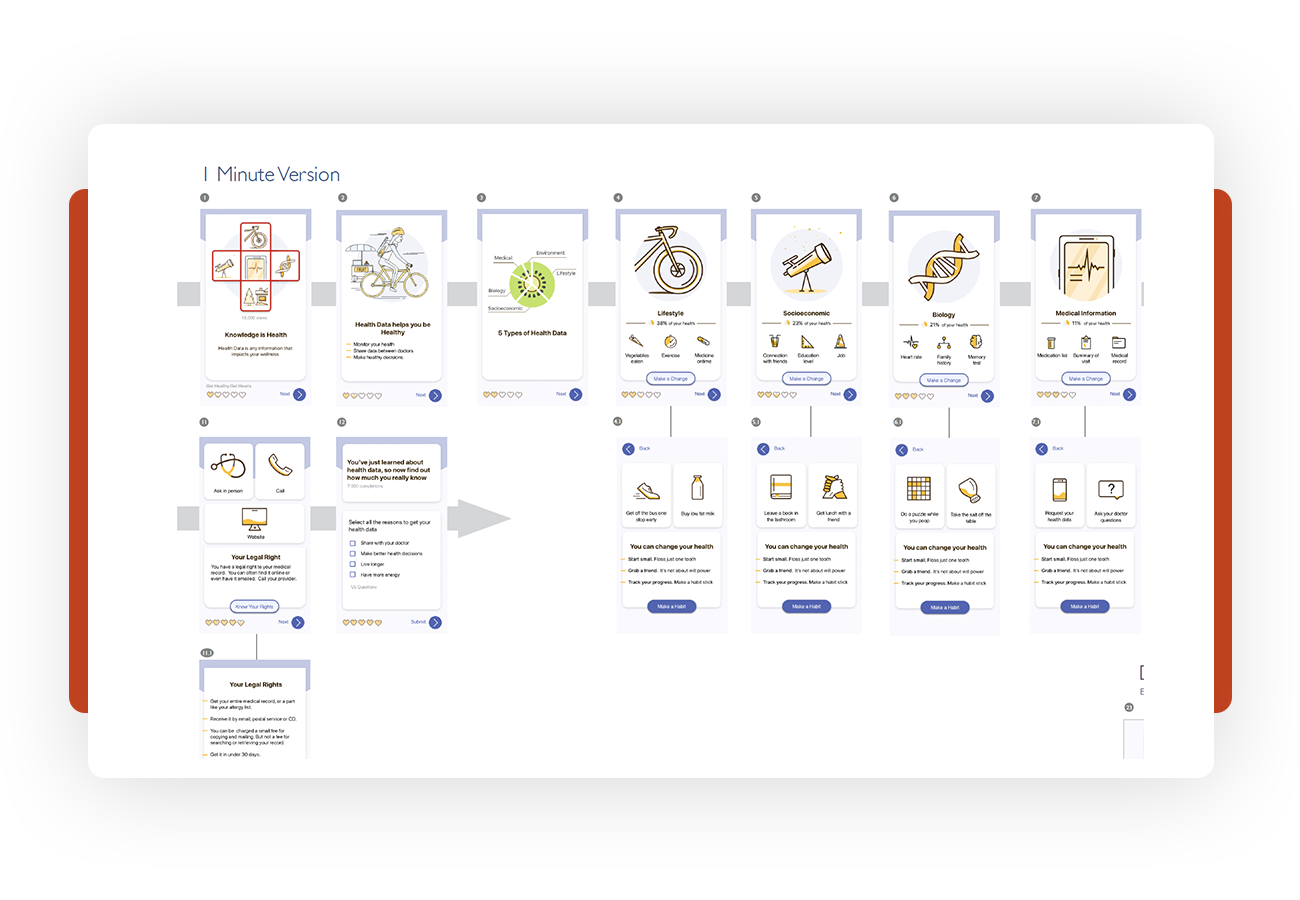 1 Minute Version
1
Knowledge is Health
Health Data is any information that
impacts your wellness
Get Healthy Get Hearts
Next
2
FRUIT
Health Data helps you be
Healthy
Monitor your health
Share data between doctors
Make healthy decisions
Next
3
Environment
Medical
Lifestyle
Biology
Socioeconomic
5 Types of Health Data
Next
4
Lifestyle
38% of your health
Vegetables
eaten
Exercise
Medicine
ontime
Make a Change
Next
5
Socioeconomic
23% of your health
Connection
with friends
Education
level
Job
Make a Change
Next
6
Biology
21% of your health
Heart rate
Family
history
Memory
test
Make a Change
Next
7
Medical Information
11% of your health
Medication list
Summary of
visit
Medical
record
Make a Change
Next
11
Ask in person
Call
Website
Your Legal Right
You have a legal right to your medical
record. You can often find it online or
even have it emailed. Call your provider.
Know Your Rights
Next
12
You've just learned about
health data, so now find out
how much you really know
Select all the reasons to get your
health data
Share with your doctor
Make better health decisions
Live longer
Have more energy
1/5 Questions
Submit
4.1
Back
Get off the bus one
stop early
Buy low fat milk
You can change your health
Start small. Floss just one tooth
Grab a friend. It's not about will power
Track your progress. Make a habit stick
Make a Habit
5.1
Back
Leave a book in
the bathroom
Get lunch with a
friend
You can change your health
Start small. Floss just one tooth
Grab a friend. It's not about will power
Track your progress. Make a habit stick
Make a Habit
6.1
Back
Do a puzzle while
you poop
Take the salt off the
table
You can change your health
Start small. Floss just one tooth
Grab a friend. It's not about will power
Track your progress. Make a habit stick
Make a Habit
7.1
Back
Request your
health data
?
Ask your doctor
questions
You can change your health
Start small. Floss just one tooth
Grab a friend. It's not about will power
Track your progress. Make a habit stick
Make a Habit
11.1
Your Legal Rights
Get your entire medical record, or a part
like your allergy list.
Receive it by email, postal service or CD.
You can be charged a small fee for
copying and mailing. But not a fee for
searching or retrieving your record
Get it in under 30 days.
23